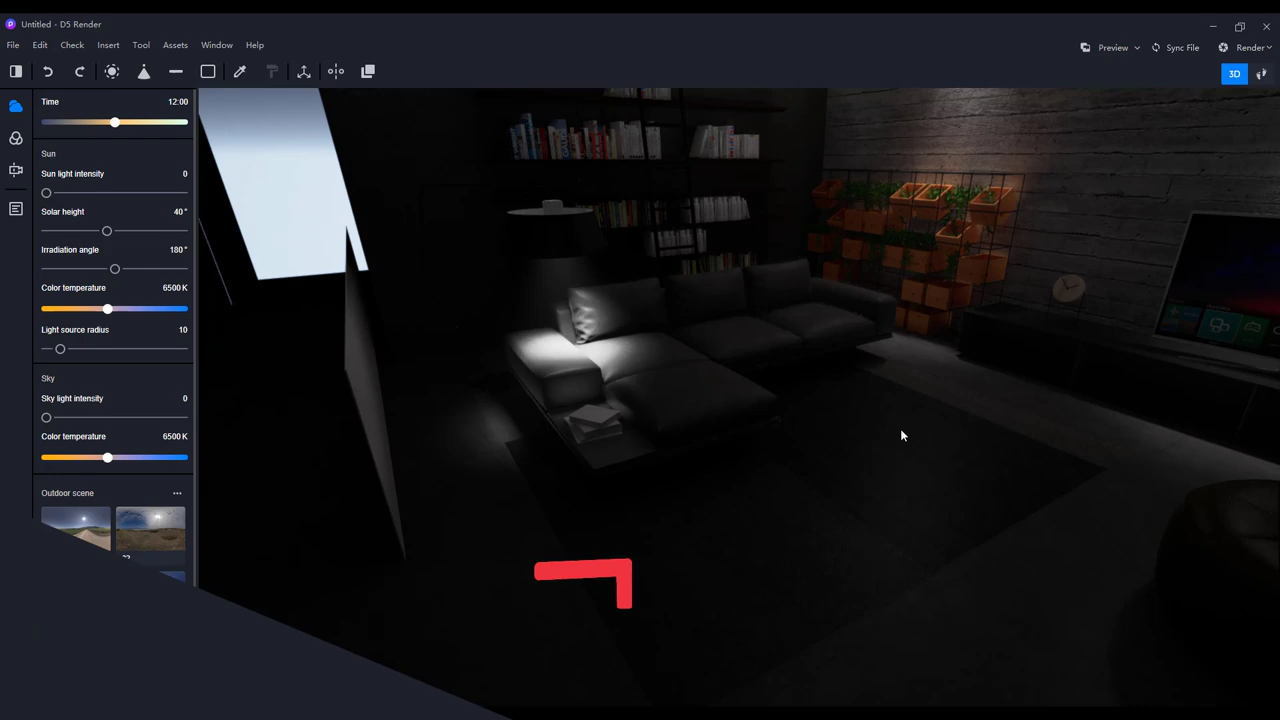 Untitled - D5 Render
File Edit Check Insert Tool Assets Window Help
Preview Sync File Render
3D
Time 12:00
Sun
Sun light intensity 0
Solar height 40°
Irradiation angle 180°
Color temperature 6500 K
Light source radius 10
Sky
Sky light intensity 0
Color temperature 6500 K
Outdoor scene ...